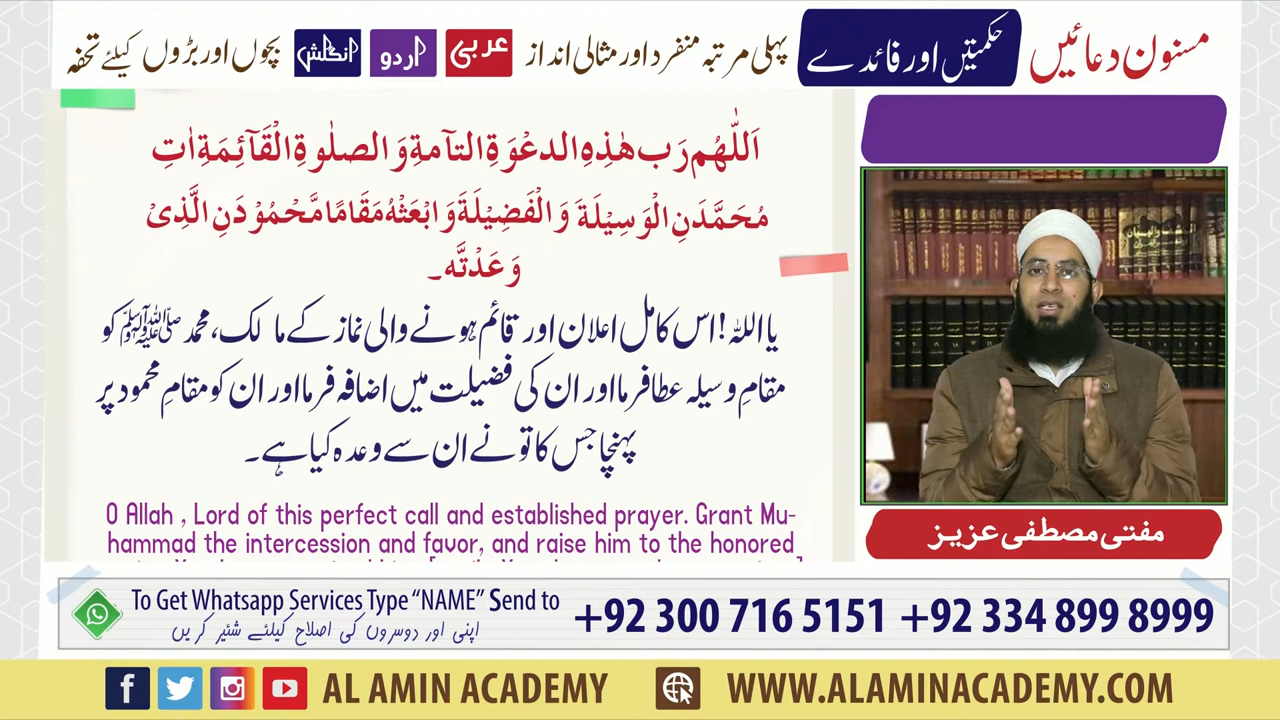 مسنون دعائیں حکمتیں اور فائدے پہلی مرتبہ منفرد اور مثالی انداز عربی اردو انگلش بچوں اور بڑوں کیلئے تحفہ
اَللّٰهُم رَب هٰذِهِ الدعْوَةِ التآمةِ وَ الصلٰوةِ الْقَآئِمَةِ اٰتِ
مُحَمَّدَنِ الْوَسِيْلَةَ وَ الْفَضِيْلَةَ وَ ابْعَثْهُ مَقَامًا مَّحْمُوْدَنِ الَّذِىْ
وَعَدْتَّه۔
یا اللہ! اس کامل اعلان اور قائم ہونے والی نماز کے مالک، محمد ﷺ کو
مقامِ وسیلہ عطا فرما اور ان کی فضیلت میں اضافہ فرما اور ان کو مقامِ محمود پر
پہنچا جس کا تو نے ان سے وعدہ کیا ہے۔
O Allah , Lord of this perfect call and established prayer. Grant Mu-
hammad the intercession and favor, and raise him to the honored
مفتی مصطفی عزیز
To Get Whatsapp Services Type “NAME” Send to
اپنی اور دوسروں کی اصلاح کیلئے شئیر کریں
+92 300 716 5151 +92 334 899 8999
AL AMIN ACADEMY WWW.ALAMINACADEMY.COM